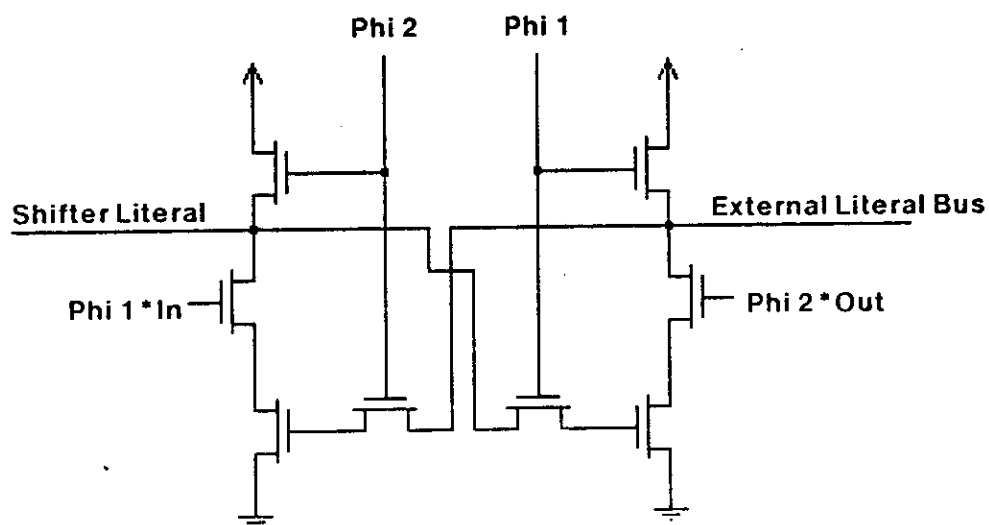 Phi 2
Phi 1
Shifter Literal
External Literal Bus
Phi 1*In
Phi 2*Out